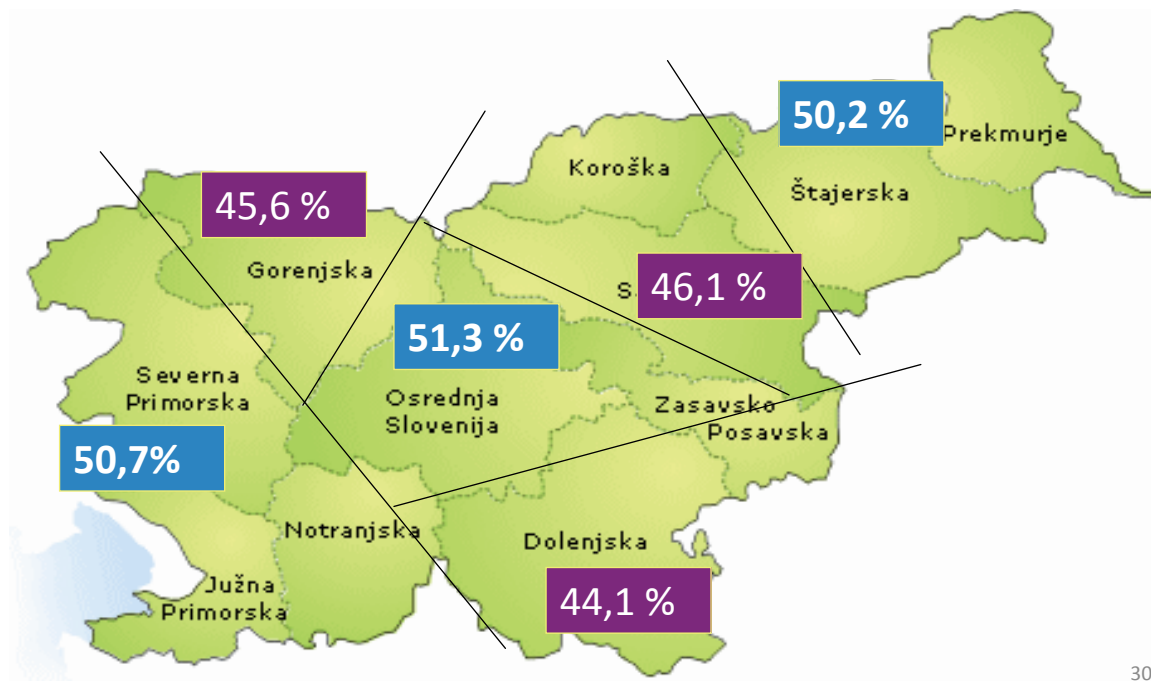 50,2 %
Prekmurje
Koroška
Štajerska
45,6 %
Gorenjska
S
46,1 %
51,3 %
Severna
Primorska
Osrednja
Slovenija
Zasavsko
Posavska
50,7%
Notranjska
Dolenjska
Južna
Primorska
44,1 %
30